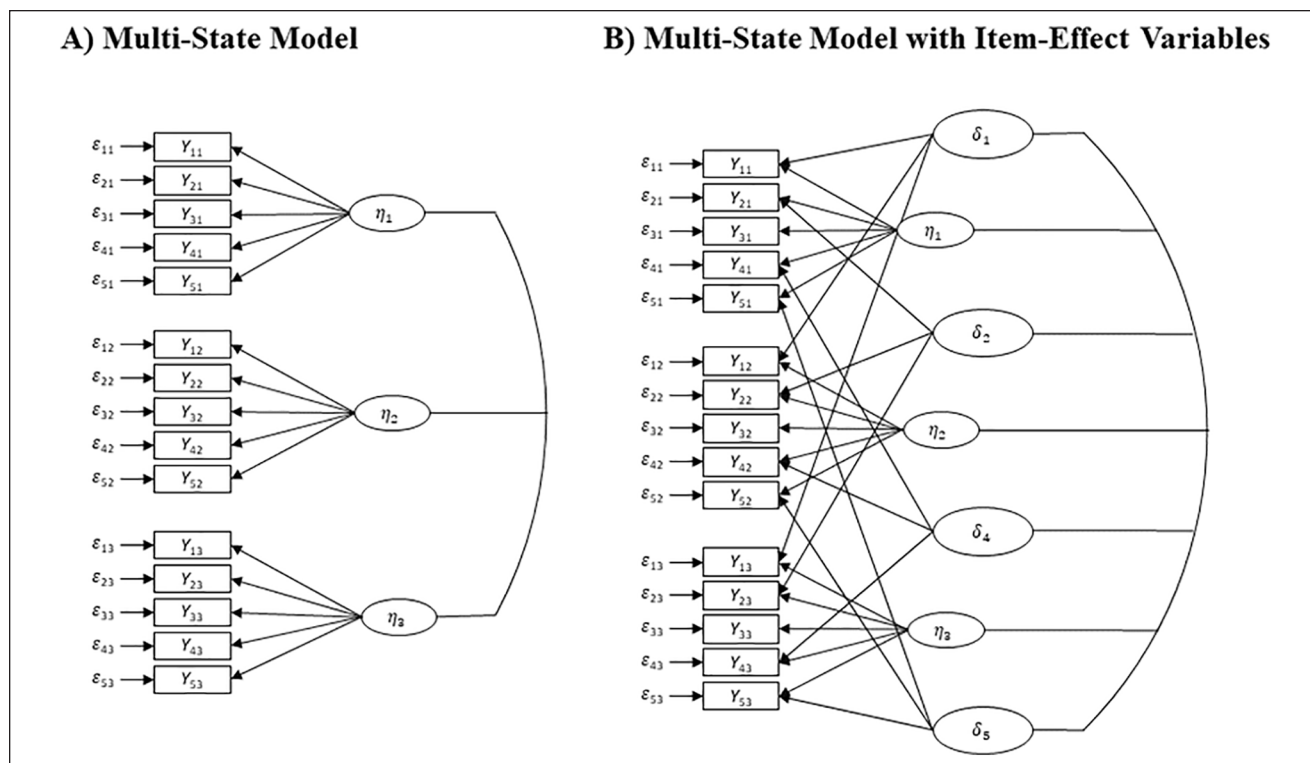 A) Multi-State Model
ε₁₁ Y₁₁
ε₂₁ Y₂₁
ε₃₁ Y₃₁
ε₄₁ Y₄₁
ε₅₁ Y₅₁
η₁
ε₁₂ Y₁₂
ε₂₂ Y₂₂
ε₃₂ Y₃₂
ε₄₂ Y₄₂
ε₅₂ Y₅₂
η₂
ε₁₃ Y₁₃
ε₂₃ Y₂₃
ε₃₃ Y₃₃
ε₄₃ Y₄₃
ε₅₃ Y₅₃
η₃
B) Multi-State Model with Item-Effect Variables
δ₁
ε₁₁ Y₁₁
ε₂₁ Y₂₁
ε₃₁ Y₃₁
ε₄₁ Y₄₁
ε₅₁ Y₅₁
η₁
δ₂
ε₁₂ Y₁₂
ε₂₂ Y₂₂
ε₃₂ Y₃₂
ε₄₂ Y₄₂
ε₅₂ Y₅₂
η₂
δ₄
ε₁₃ Y₁₃
ε₂₃ Y₂₃
ε₃₃ Y₃₃
ε₄₃ Y₄₃
ε₅₃ Y₅₃
η₃
δ₅